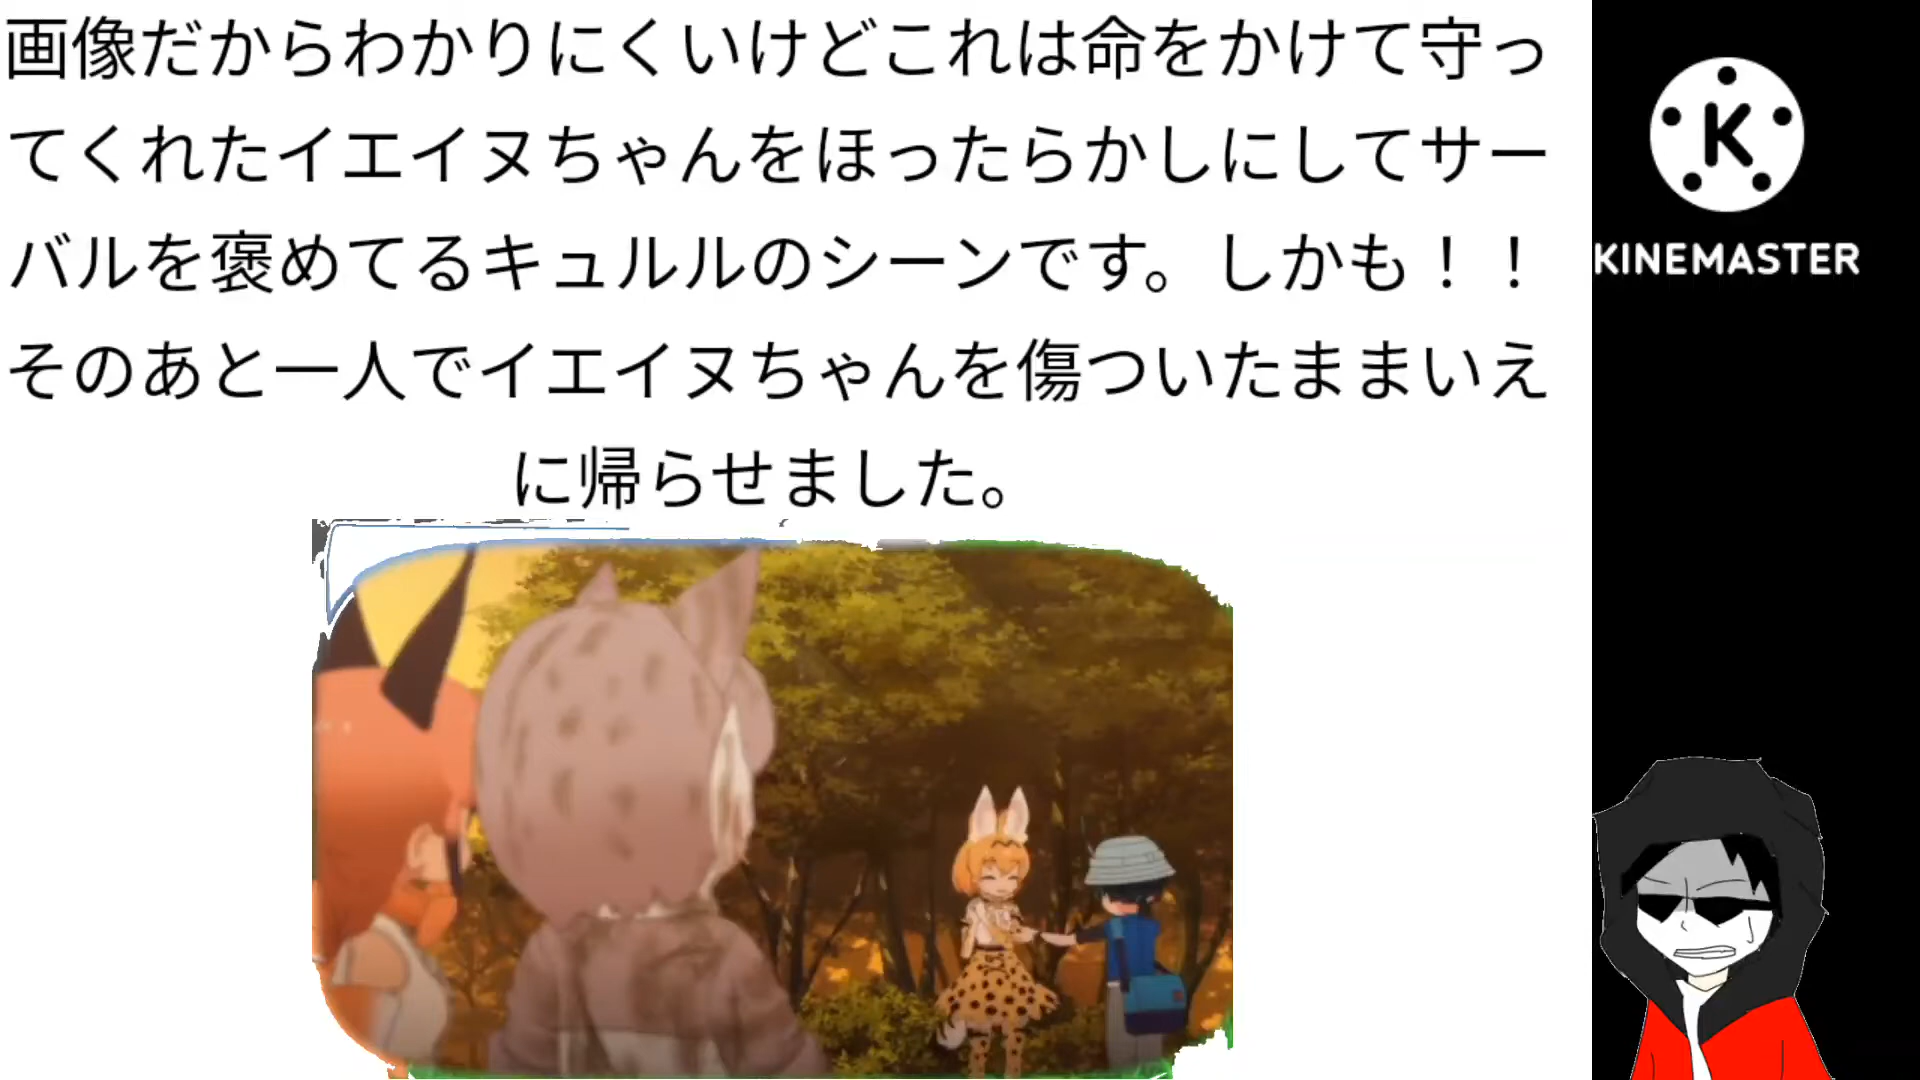 画像だからわかりにくいけどこれは命をかけて守っ
てくれたイエイヌちゃんをほったらかしにしてサー
バルを褒めてるキュルルのシーンです。しかも！！
そのあと一人でイエイヌちゃんを傷ついたままいえ
に帰らせました。
K
KINEMASTER